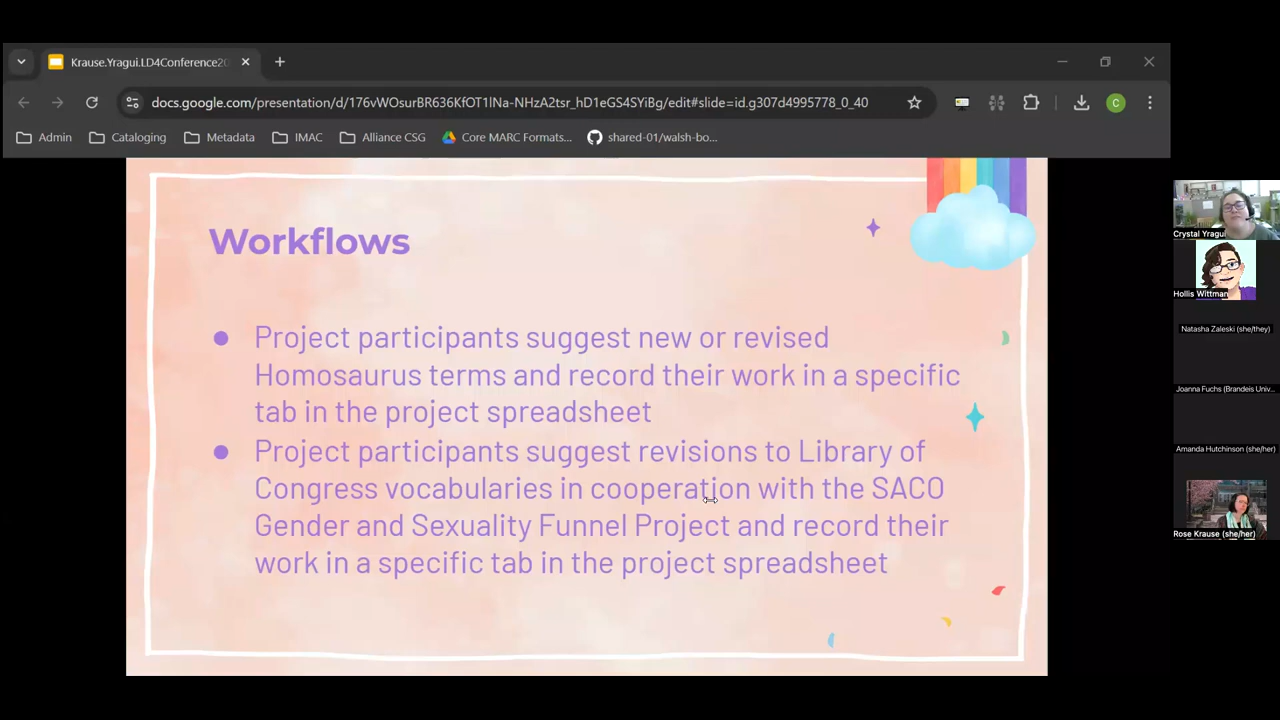 Krause.Yragui.LD4Conference20
docs.google.com/presentation/d/176vWOsurBR636KfOT1lNa-NHzA2tsr_hD1eGS4SYiBg/edit#slide=id.g307d4995778_0_40
C
Admin
Cataloging
Metadata
IMAC
Alliance CSG
Core MARC Formats...
shared-01/walsh-bo...
Workflows
● Project participants suggest new or revised
Homosaurus terms and record their work in a specific
tab in the project spreadsheet
● Project participants suggest revisions to Library of
Congress vocabularies in cooperation with the SACO
Gender and Sexuality Funnel Project and record their
work in a specific tab in the project spreadsheet
Crystal Yragui
Hollis Wittman
Natasha Zaleski (she/they)
Joanna Fuchs (Brandeis Univ...
Amanda Hutchinson (she/her)
Rose Krause (she/her)